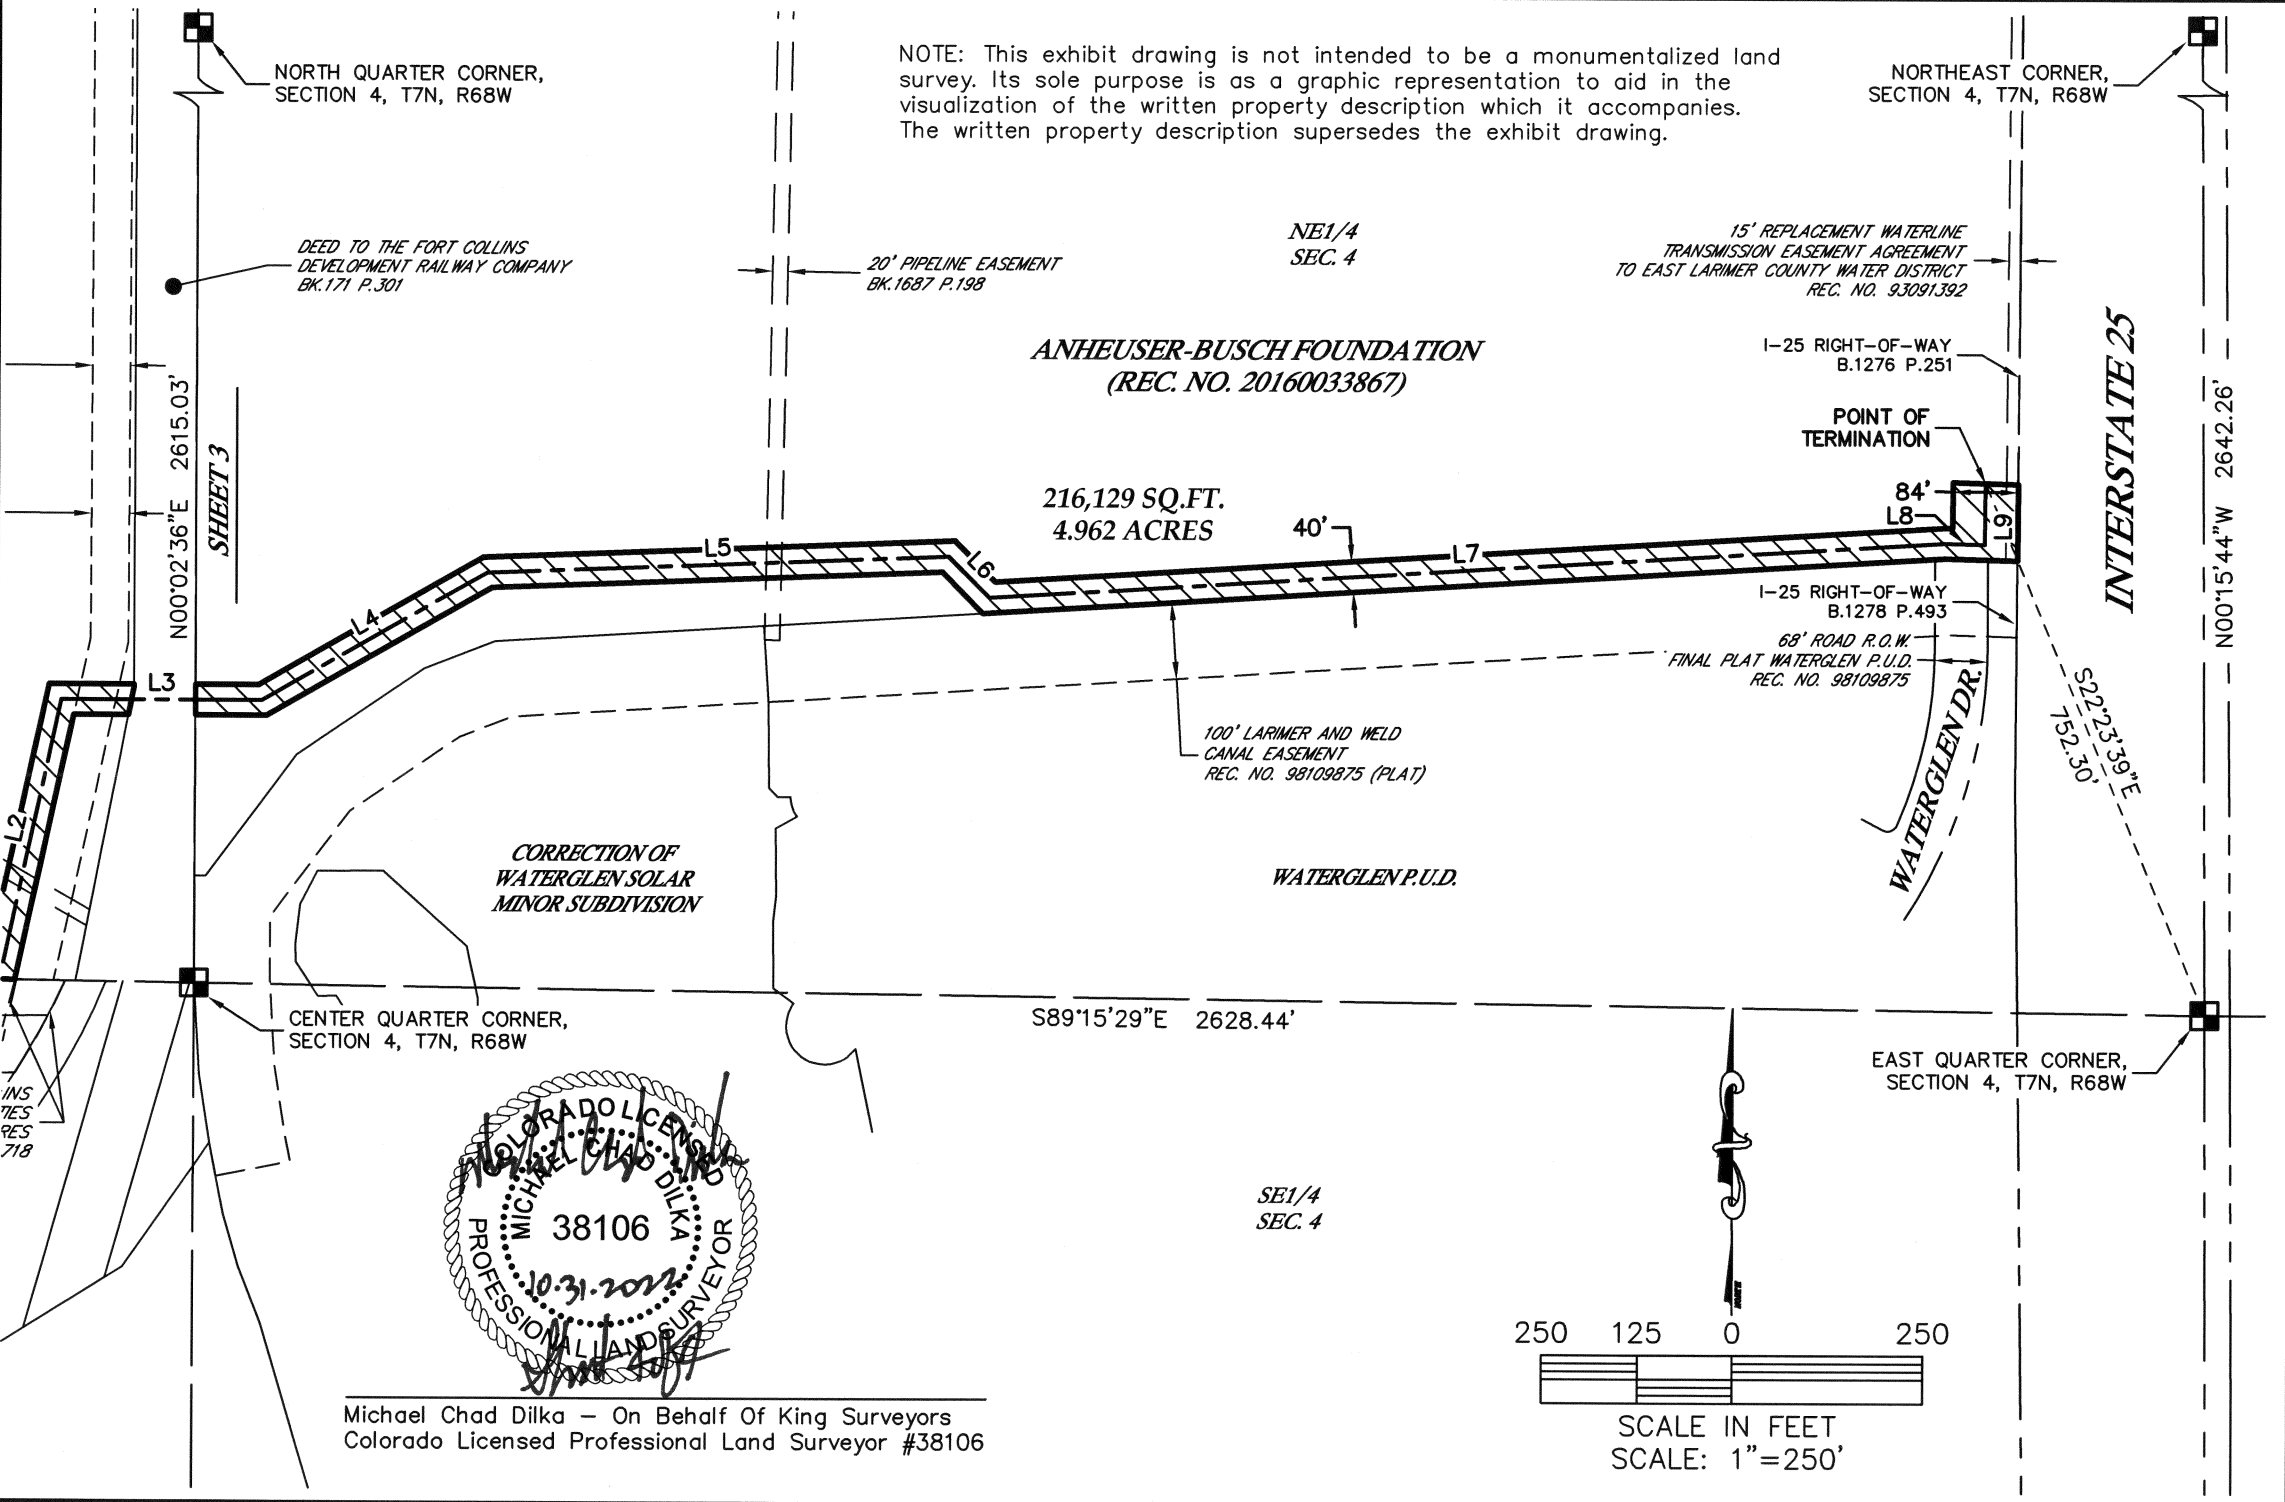 NORTH QUARTER CORNER,
SECTION 4, T7N, R68W
NOTE: This exhibit drawing is not intended to be a monumentalized land
survey. Its sole purpose is as a graphic representation to aid in the
visualization of the written property description which it accompanies.
The written property description supersedes the exhibit drawing.
NORTHEAST CORNER,
SECTION 4, T7N, R68W
DEED TO THE FORT COLLINS
DEVELOPMENT RAILWAY COMPANY
BK.171 P.301
20' PIPELINE EASEMENT
BK.1687 P.198
NE1/4
SEC. 4
15' REPLACEMENT WATERLINE
TRANSMISSION EASEMENT AGREEMENT
TO EAST LARIMER COUNTY WATER DISTRICT
REC. NO. 93091392
ANHEUSER-BUSCH FOUNDATION
(REC. NO. 20160033867)
I-25 RIGHT-OF-WAY
B.1276 P.251
POINT OF
TERMINATION
INTERSTATE 25
N00°15'44"W 2642.26'
N00°02'36"E 2615.03'
SHEET 3
216,129 SQ.FT.
4.962 ACRES
40'
84'
L8
L9
L5
L6
L7
L4
L3
L2
I-25 RIGHT-OF-WAY
B.1278 P.493
68' ROAD R.O.W.
FINAL PLAT WATERGLEN P.U.D.
REC. NO. 98109875
WATERGLEN DR.
S22°23'39"E
752.30'
100' LARIMER AND WELD
CANAL EASEMENT
REC. NO. 98109875 (PLAT)
CORRECTION OF
WATERGLEN SOLAR
MINOR SUBDIVISION
WATERGLEN P.U.D.
CENTER QUARTER CORNER,
SECTION 4, T7N, R68W
S89°15'29"E 2628.44'
EAST QUARTER CORNER,
SECTION 4, T7N, R68W
INS
TIES
RES
718
SE1/4
SEC. 4
COLORADO LICENSED
MICHAEL CHAD DILKA
38106
10.31.2022
PROFESSIONAL LAND SURVEYOR
NORTH
250 125 0 250
SCALE IN FEET
SCALE: 1"=250'
Michael Chad Dilka – On Behalf Of King Surveyors
Colorado Licensed Professional Land Surveyor #38106